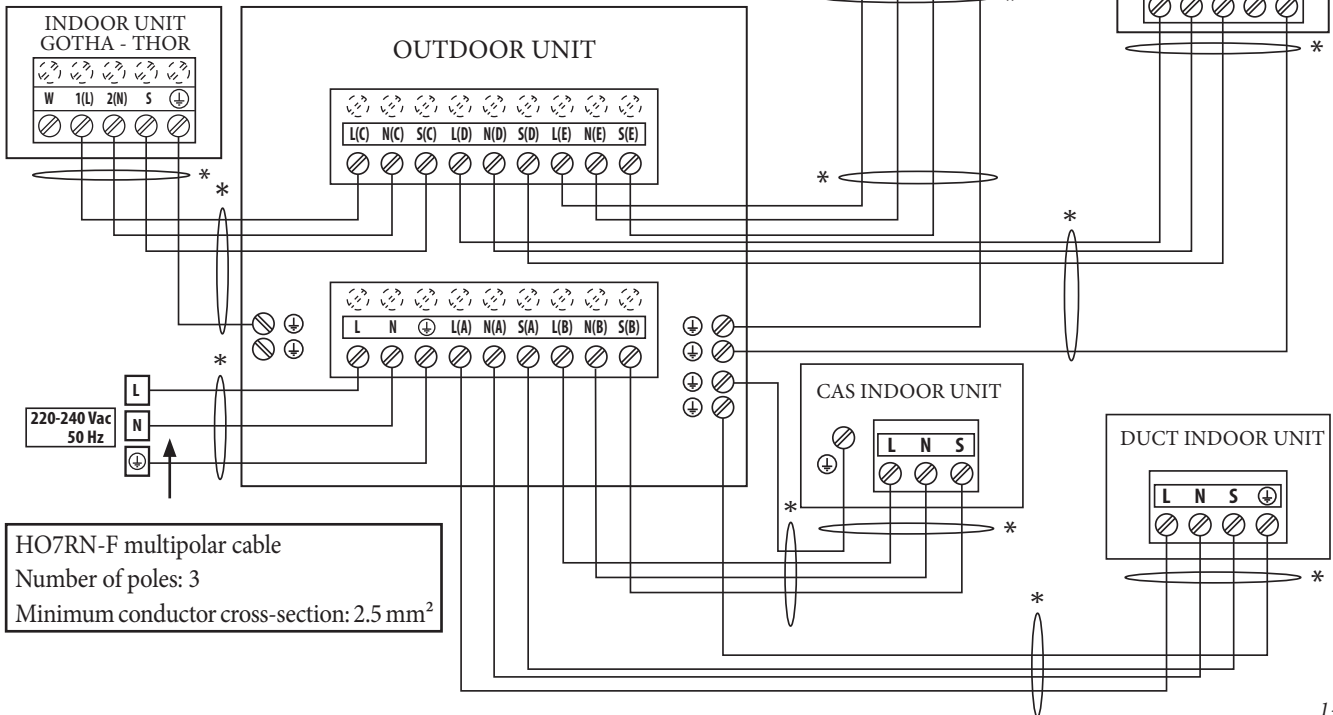 INDOOR UNIT
GOTHA - THOR
W 1(L) 2(N) S
*
*
OUTDOOR UNIT
L(C) N(C) S(C) L(D) N(D) S(D) L(E) N(E) S(E)
*
*
*
*
L N L(A) N(A) S(A) L(B) N(B) S(B)
*
L
220-240 Vac
50 Hz
N
CAS INDOOR UNIT
L N S
*
*
DUCT INDOOR UNIT
L N S
*
*
HO7RN-F multipolar cable
Number of poles: 3
Minimum conductor cross-section: 2.5 mm²